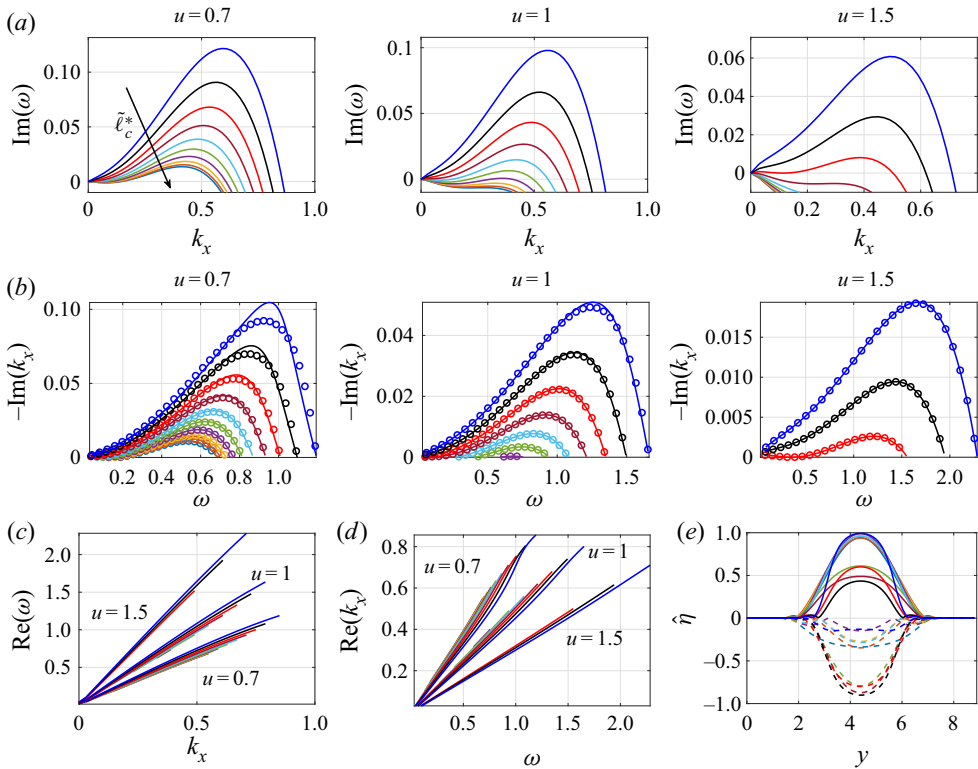 (a) u = 0.7 u = 1 u = 1.5
0.10 0.10 0.06
Im(ω) 0.05 Im(ω) 0.05 Im(ω) 0.04
ℓ̃c* 0.02
0 0 0
0 0.5 1.0 0 0.5 1.0 0 0.2 0.4 0.6
kx kx kx
(b) u = 0.7 u = 1 u = 1.5
0.10 0.04 0.015
−Im(kx) 0.05 −Im(kx) 0.02 −Im(kx) 0.010
0.005
0 0 0
0.2 0.4 0.6 0.8 1.0 0.5 1.0 1.5 1.0 1.5 2.0
ω ω ω
(c) (d) (e)
Re(ω) 2.0 1.5 1.0 0.5
u = 1.5 u = 1 u = 0.7
0 0.5 1.0
kx
Re(kx) 0.8 0.6 0.4 0.2
u = 0.7 u = 1 u = 1.5
0.5 1.0 1.5 2.0
ω
η̂ 1.0 0.5 0 −0.5 −1.0
0 2 4 6 8
y